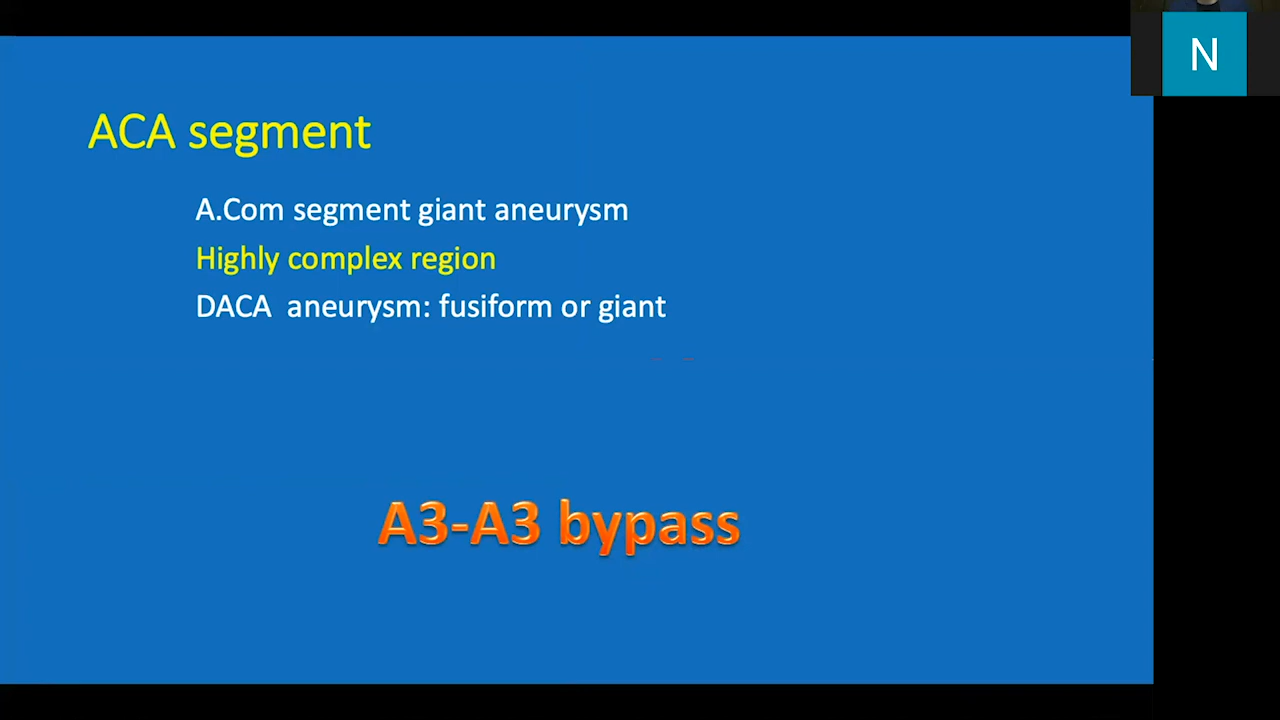 N
ACA segment
A.Com segment giant aneurysm
Highly complex region
DACA  aneurysm: fusiform or giant
A3-A3 bypass